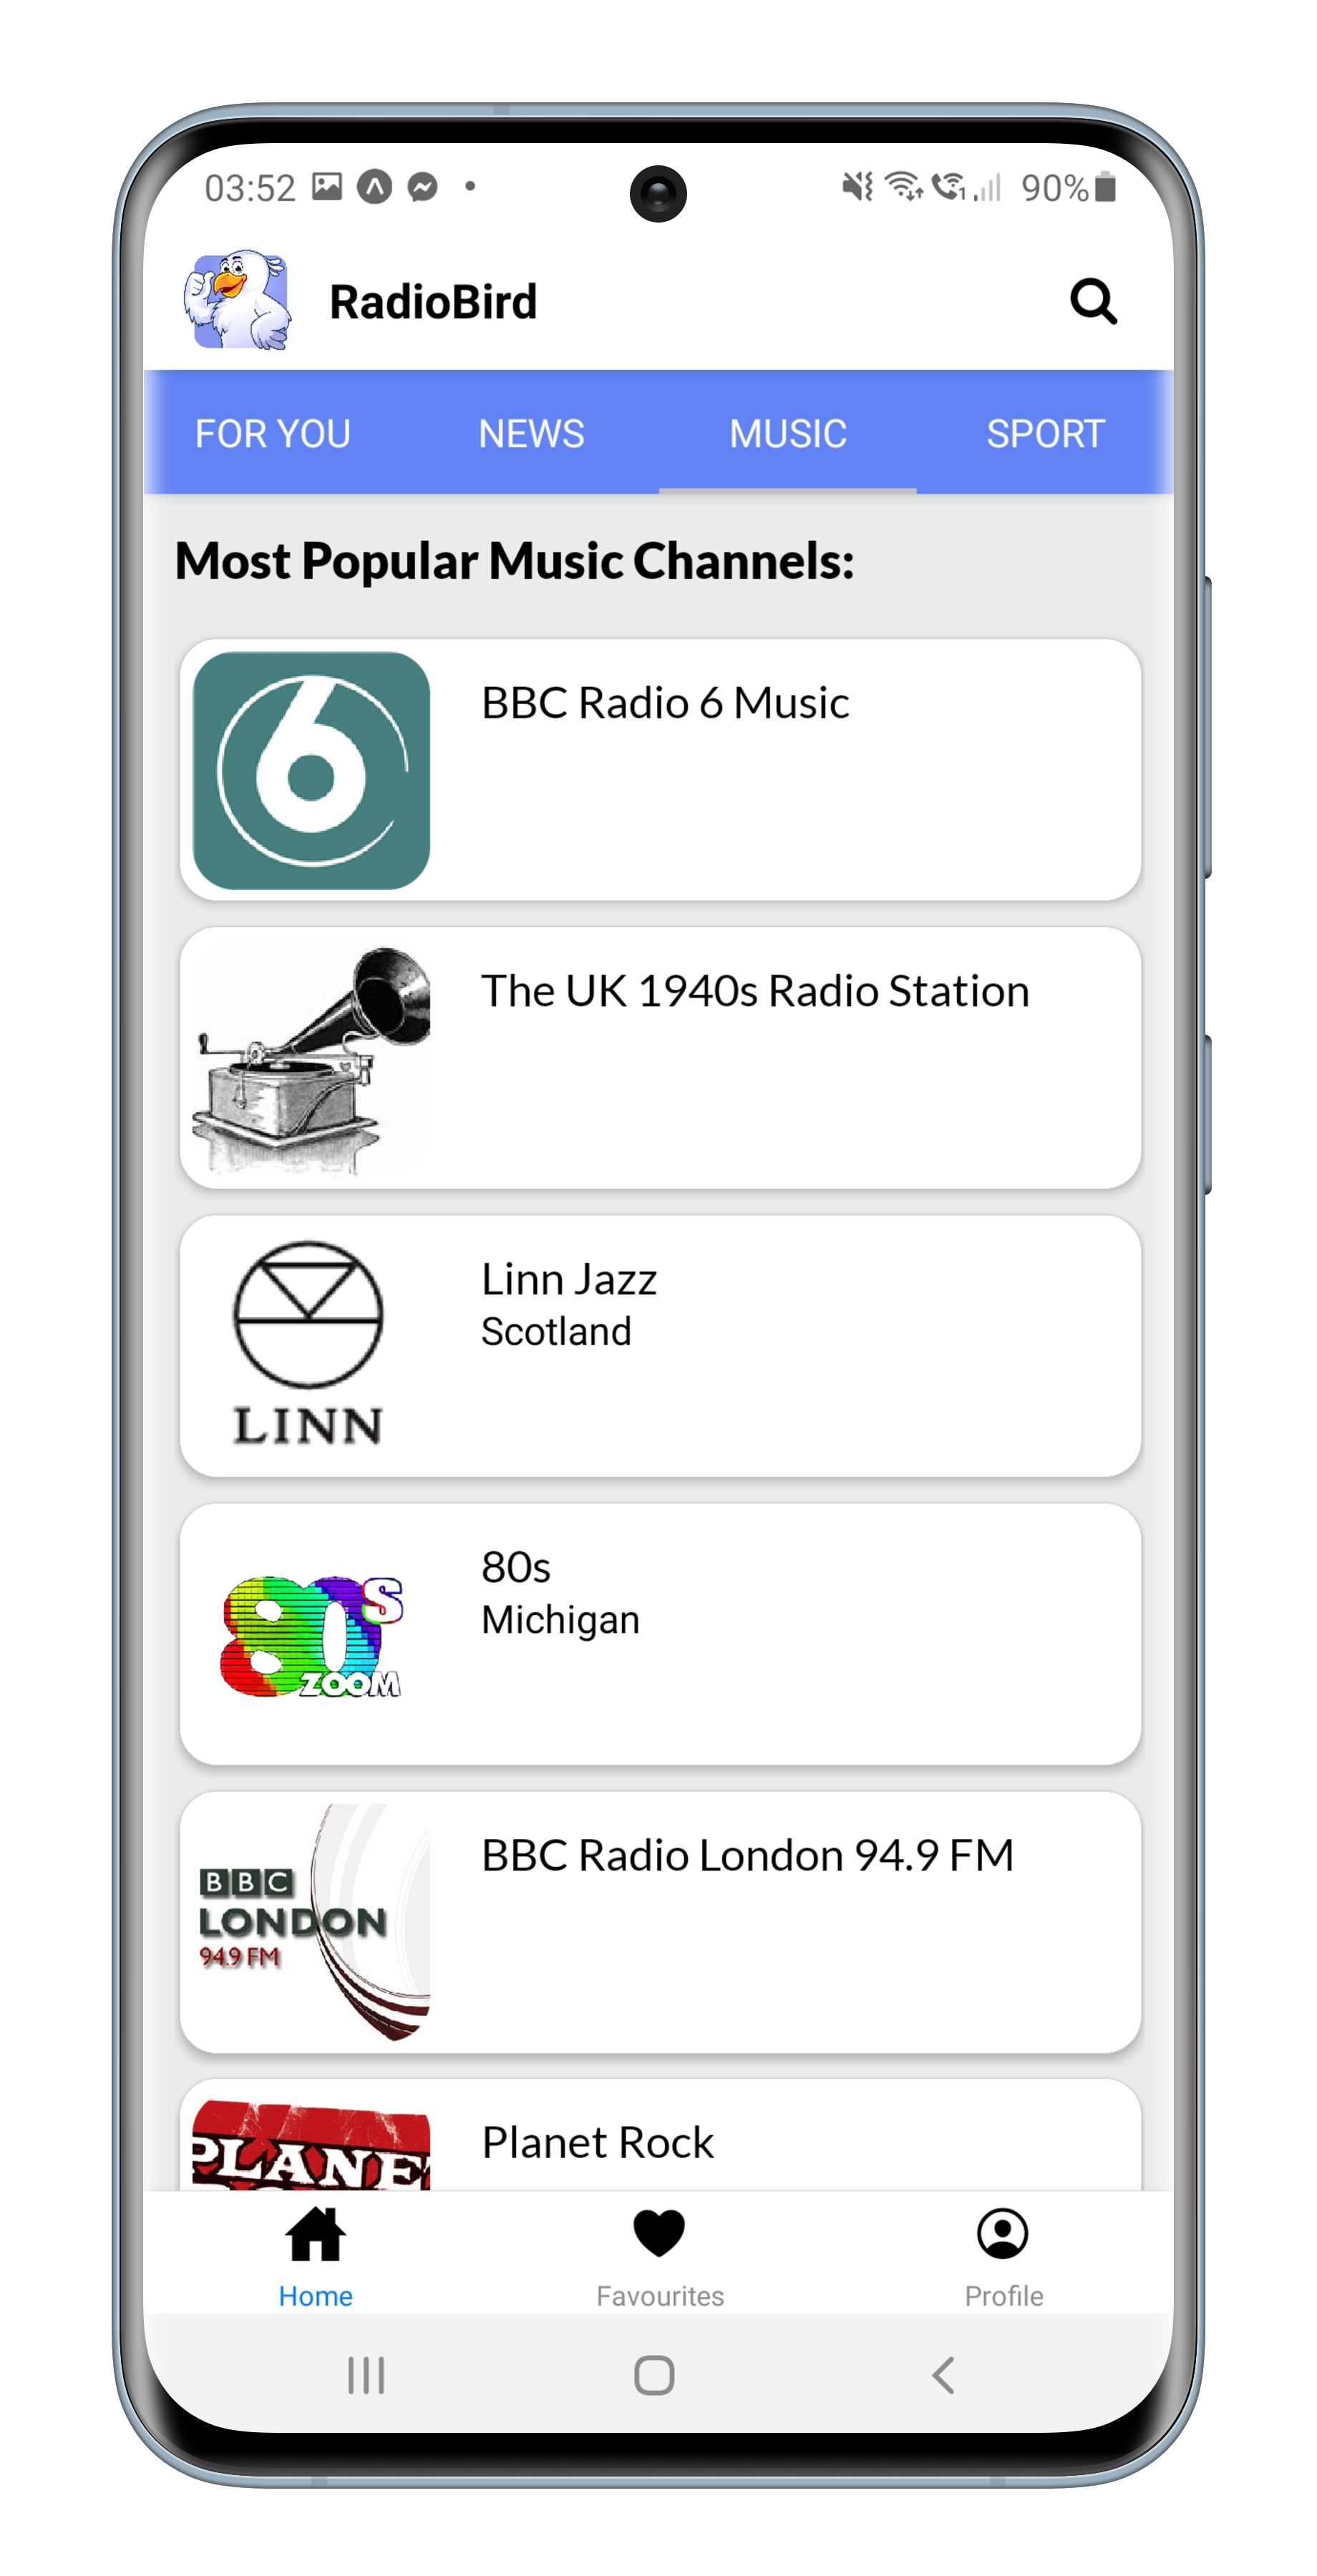 03:52
90%
RadioBird
FOR YOU NEWS MUSIC SPORT
Most Popular Music Channels:
6
BBC Radio 6 Music
The UK 1940s Radio Station
LINN
Linn Jazz
Scotland
80s
ZOOM
80s
Michigan
BBC
LONDON
94.9 FM
BBC Radio London 94.9 FM
PLANET
Planet Rock
Home Favourites Profile